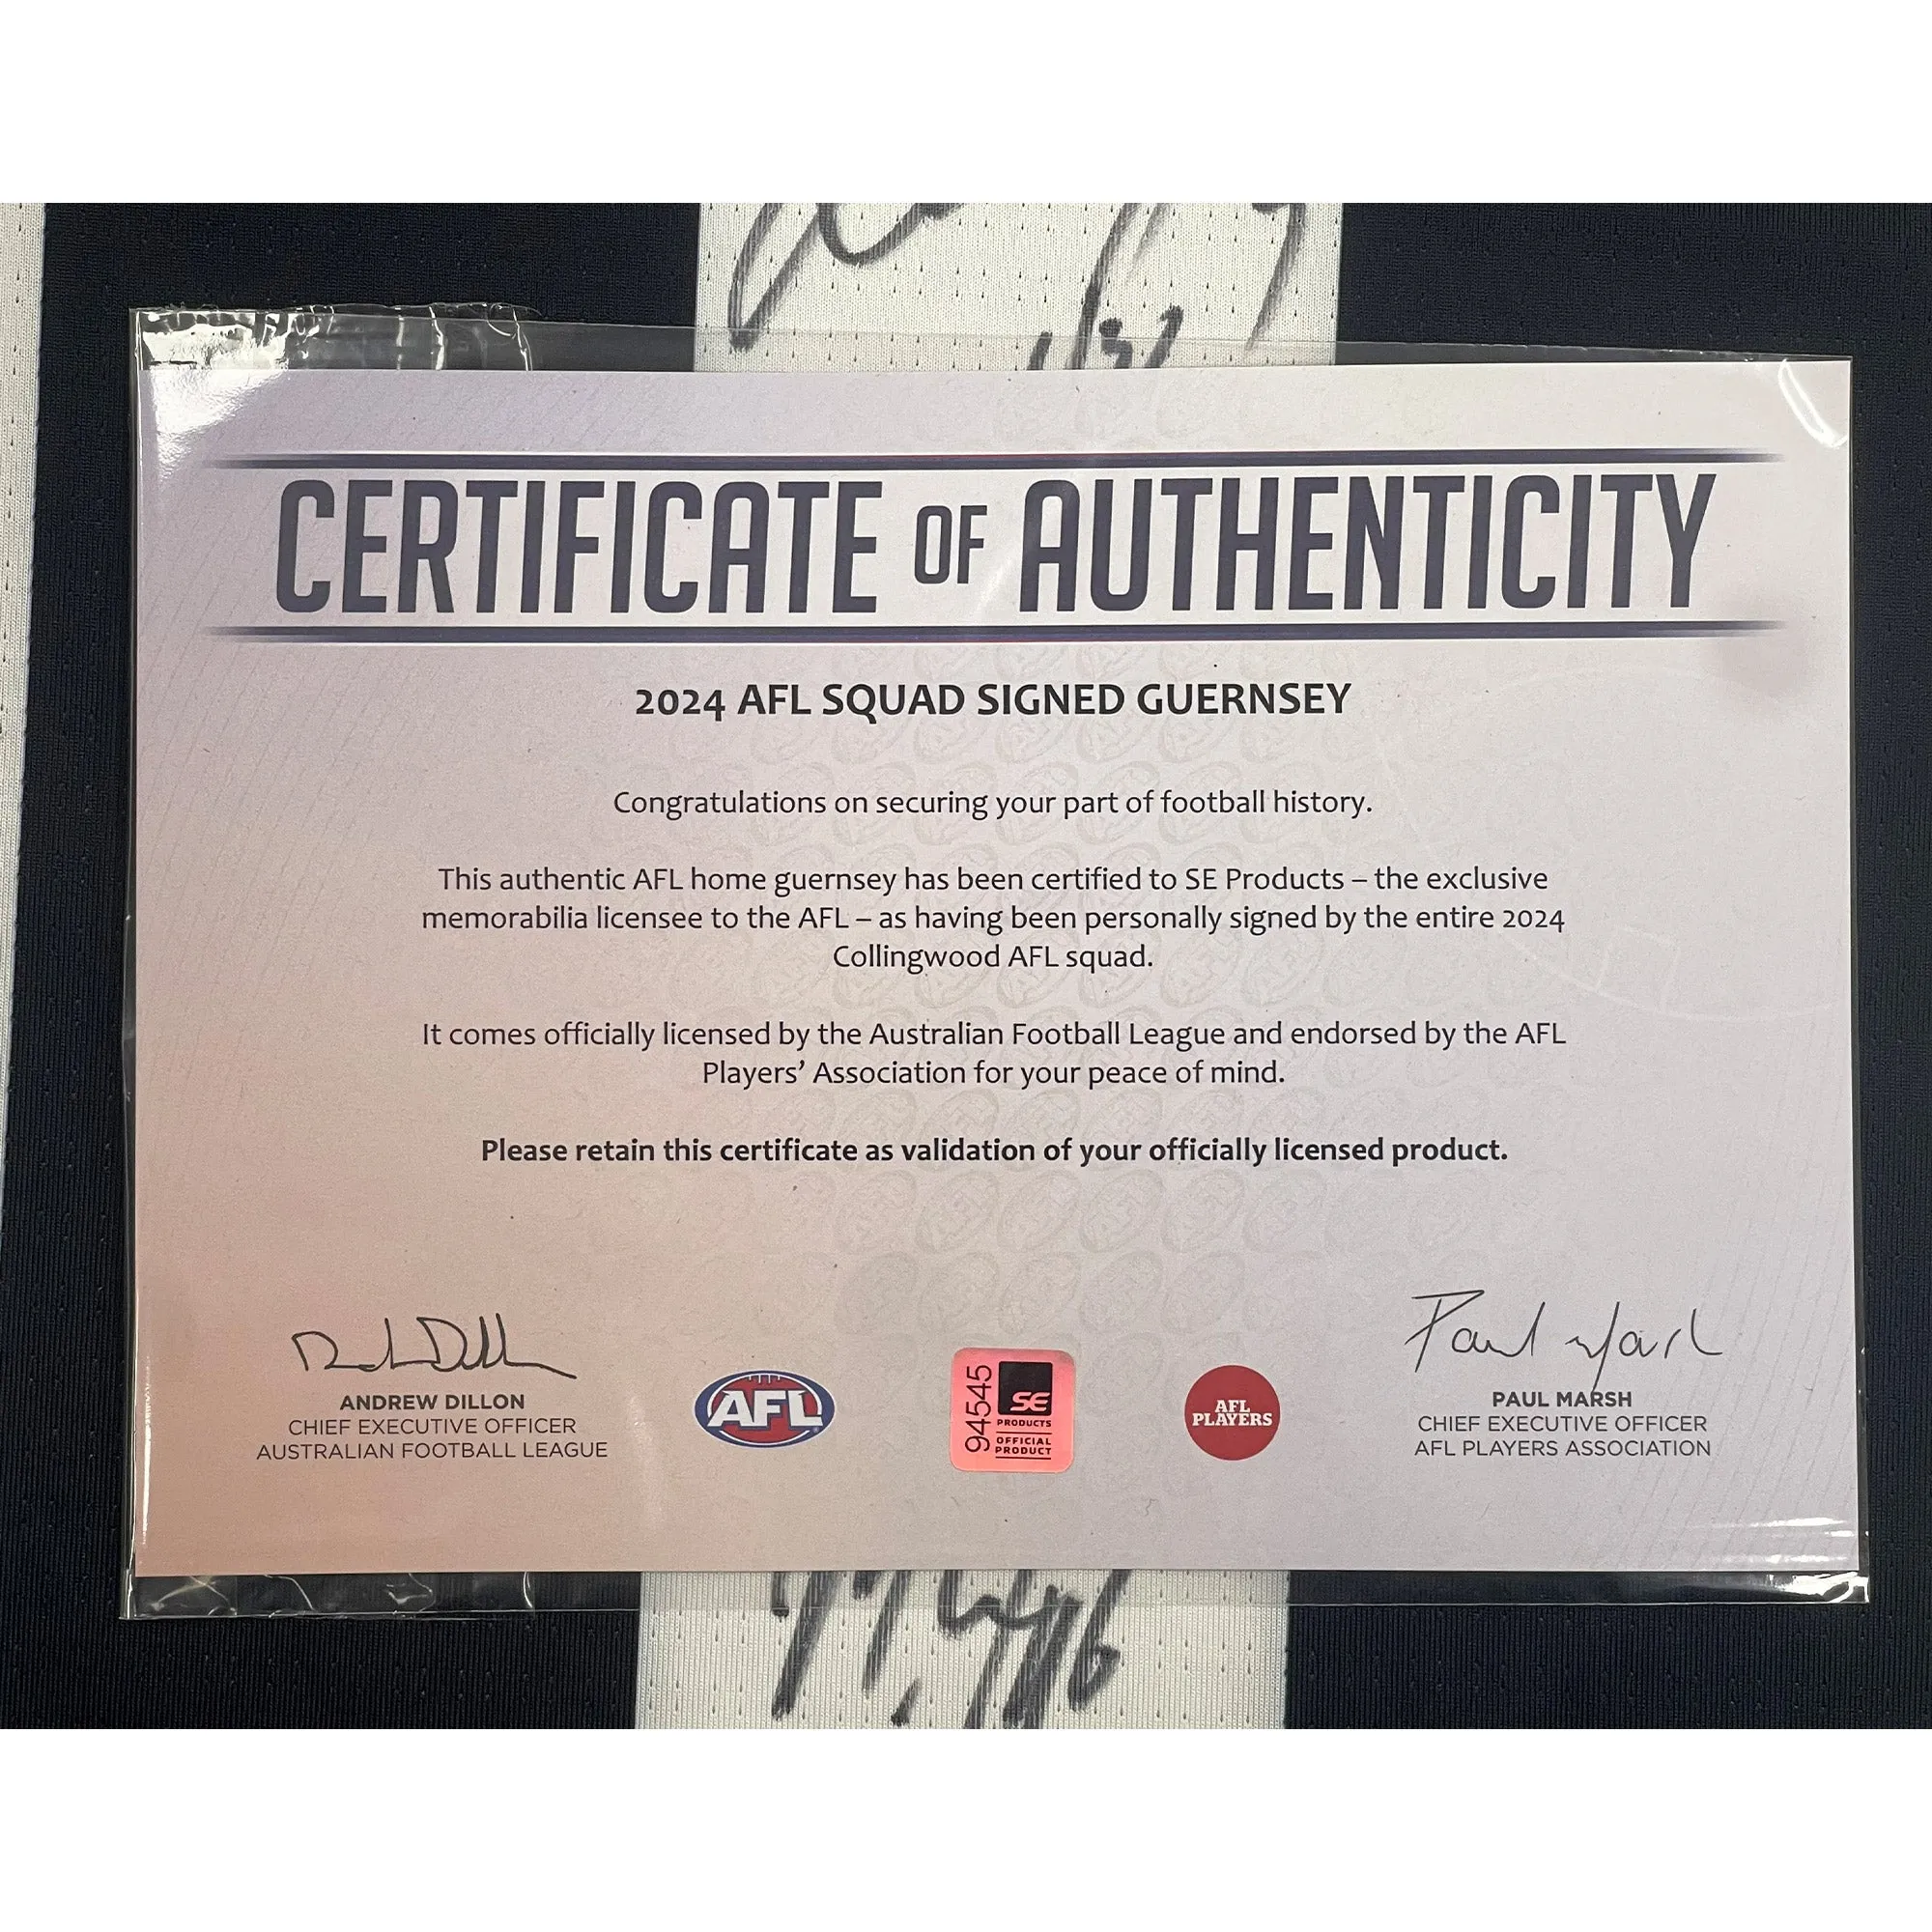 CERTIFICATE OF AUTHENTICITY
2024 AFL SQUAD SIGNED GUERNSEY
Congratulations on securing your part of football history.
This authentic AFL home guernsey has been certified to SE Products – the exclusive
memorabilia licensee to the AFL – as having been personally signed by the entire 2024
Collingwood AFL squad.
It comes officially licensed by the Australian Football League and endorsed by the AFL
Players’ Association for your peace of mind.
Please retain this certificate as validation of your officially licensed product.
ANDREW DILLON
CHIEF EXECUTIVE OFFICER
AUSTRALIAN FOOTBALL LEAGUE
AFL
94545
SE
PRODUCTS
OFFICIAL
PRODUCT
AFL
PLAYERS
Paul Marsh
PAUL MARSH
CHIEF EXECUTIVE OFFICER
AFL PLAYERS ASSOCIATION